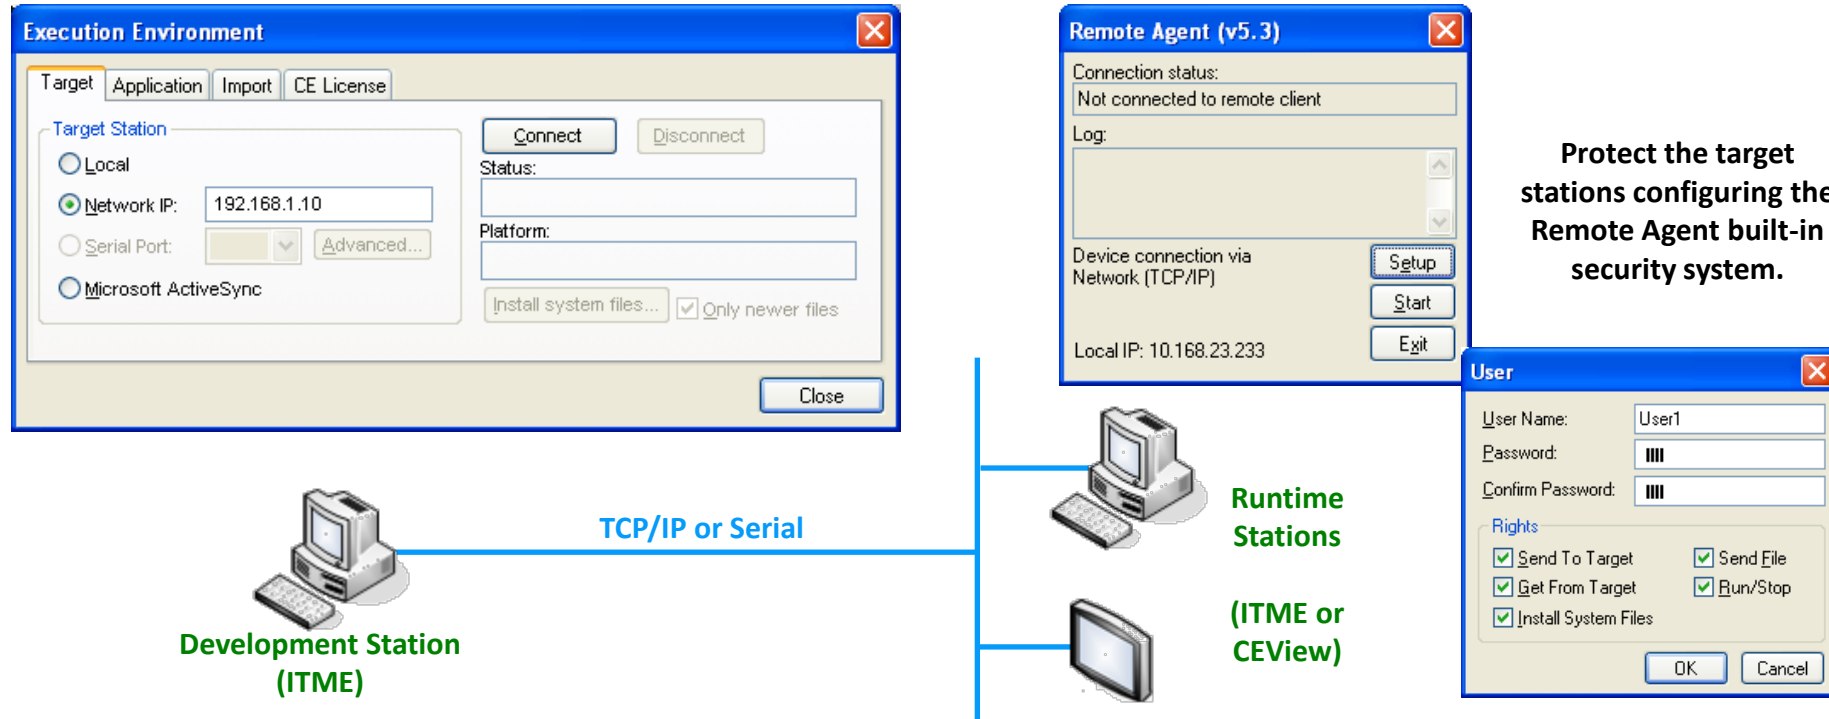 Execution Environment
Target
Application
Import
CE License
Target Station
Local
Network IP:
192.168.1.10
Serial Port:
Advanced...
Microsoft ActiveSync
Connect
Disconnect
Status:
Platform:
Install system files...
Only newer files
Close
Remote Agent (v5.3)
Connection status:
Not connected to remote client
Log:
Device connection via
Network (TCP/IP)
Setup
Start
Exit
Local IP: 10.168.23.233
Protect the target
stations configuring the
Remote Agent built-in
security system.
User
User Name:
User1
Password:
Confirm Password:
Rights
Send To Target
Send File
Get From Target
Run/Stop
Install System Files
OK
Cancel
TCP/IP or Serial
Development Station
(ITME)
Runtime
Stations
(ITME or
CEView)